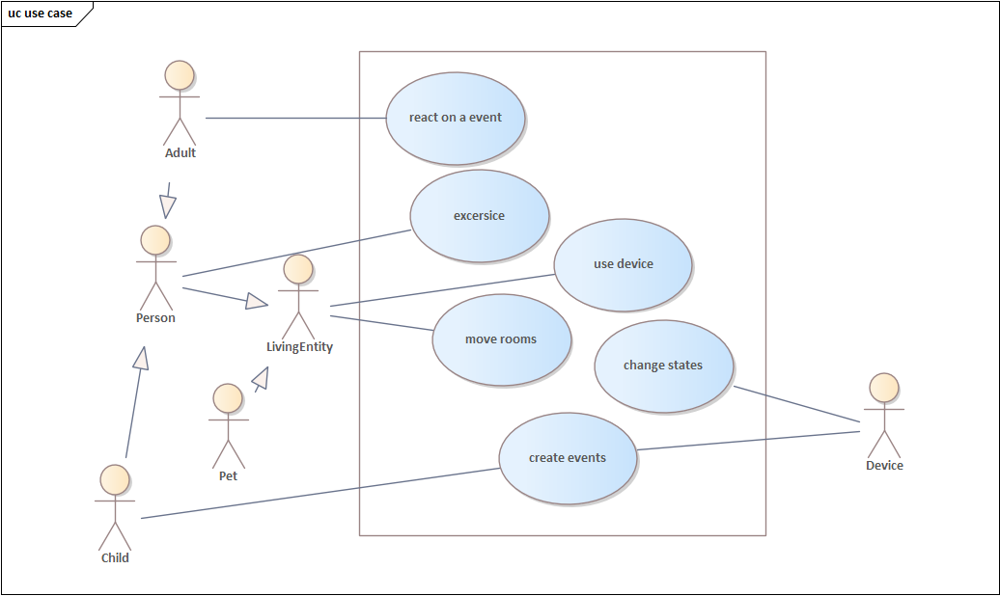 uc use case
Adult
react on a event
excersice
Person
use device
LivingEntity
move rooms
change states
Pet
create events
Device
Child